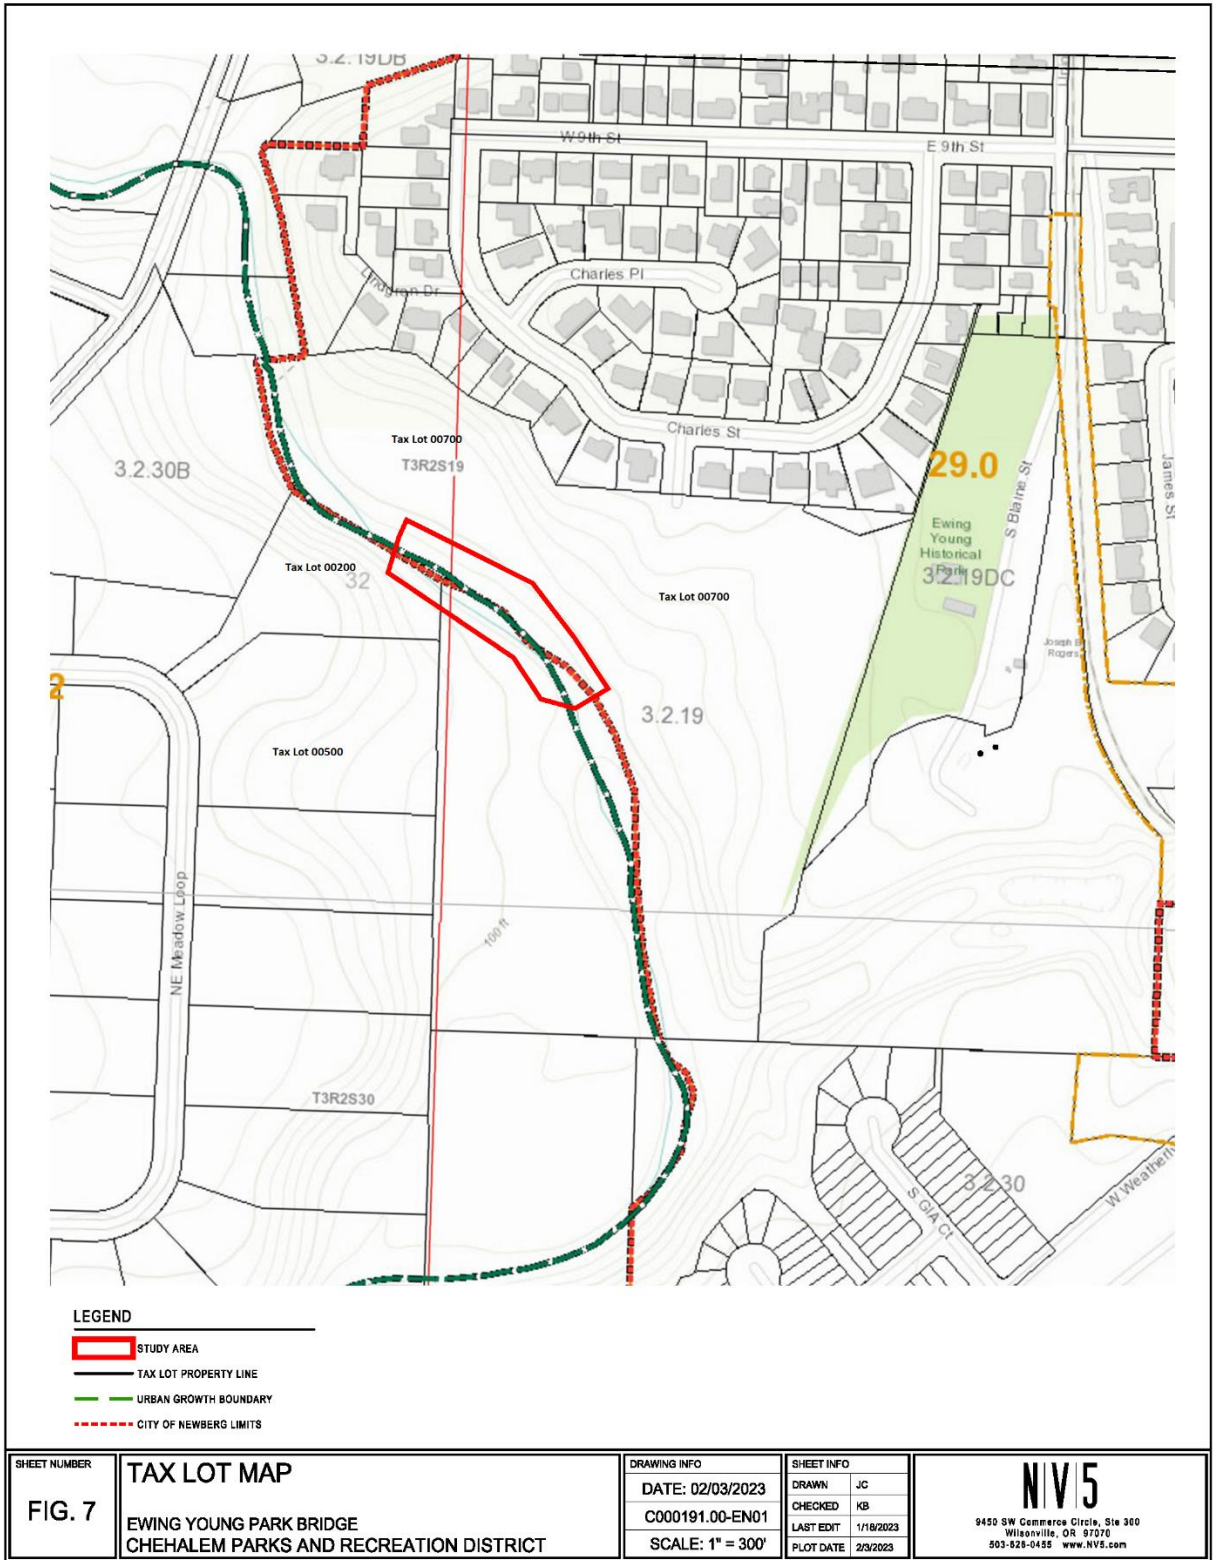 3.2.19DB
W 9th St
E 9th St
Charles Pl
Lindgran Dr
Charles St
Tax Lot 00700
T3R2S19
3.2.30B
29.0
S Blaine St
James St
Ewing
Young
Historical
Park
3.2.19DC
Tax Lot 00200
32
Tax Lot 00700
Joseph B
Rogers
P
2
3.2.19
Tax Lot 00500
NE Meadow Loop
100 ft
T3R2S30
3.2.30
S GIA Ct
W Weatherly
LEGEND
STUDY AREA
TAX LOT PROPERTY LINE
URBAN GROWTH BOUNDARY
CITY OF NEWBERG LIMITS
SHEET NUMBER
FIG. 7
TAX LOT MAP
EWING YOUNG PARK BRIDGE
CHEHALEM PARKS AND RECREATION DISTRICT
DRAWING INFO
DATE: 02/03/2023
C000191.00-EN01
SCALE: 1" = 300'
SHEET INFO
DRAWN JC
CHECKED KB
LAST EDIT 1/18/2023
PLOT DATE 2/3/2023
N|V|5
9450 SW Commerce Circle, Ste 300
Wilsonville, OR 97070
503-528-0455 www.NV5.com